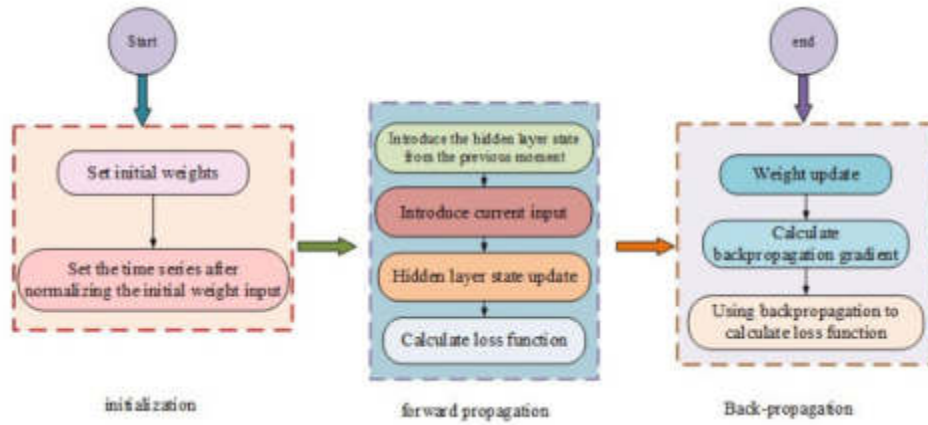 Start
Set initial weights
Set the time series after
normalizing the initial weight input
initialization
Introduce the hidden layer state
from the previous moment
Introduce current input
Hidden layer state update
Calculate loss function
forward propagation
end
Weight update
Calculate
backpropagation gradient
Using backpropagation to
calculate loss function
Back-propagation